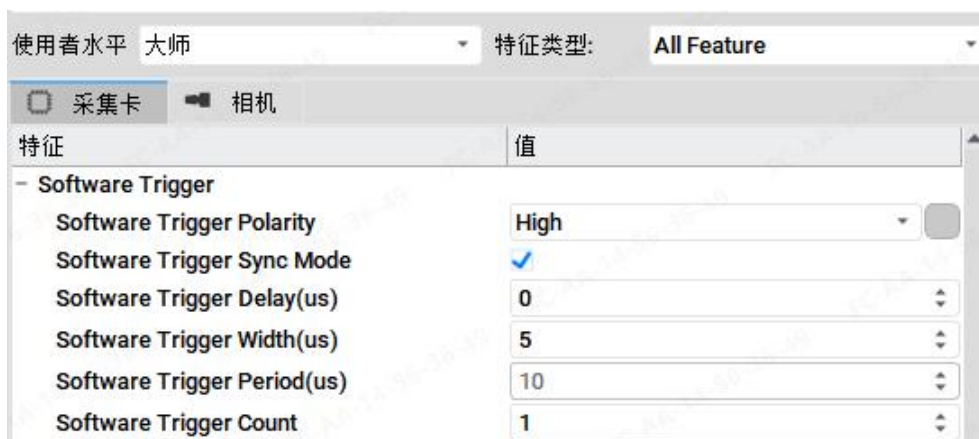 使用者水平 大师 特征类型: All Feature
采集卡 相机
特征 值
Software Trigger
Software Trigger Polarity High
Software Trigger Sync Mode
Software Trigger Delay(us) 0
Software Trigger Width(us) 5
Software Trigger Period(us) 10
Software Trigger Count 1